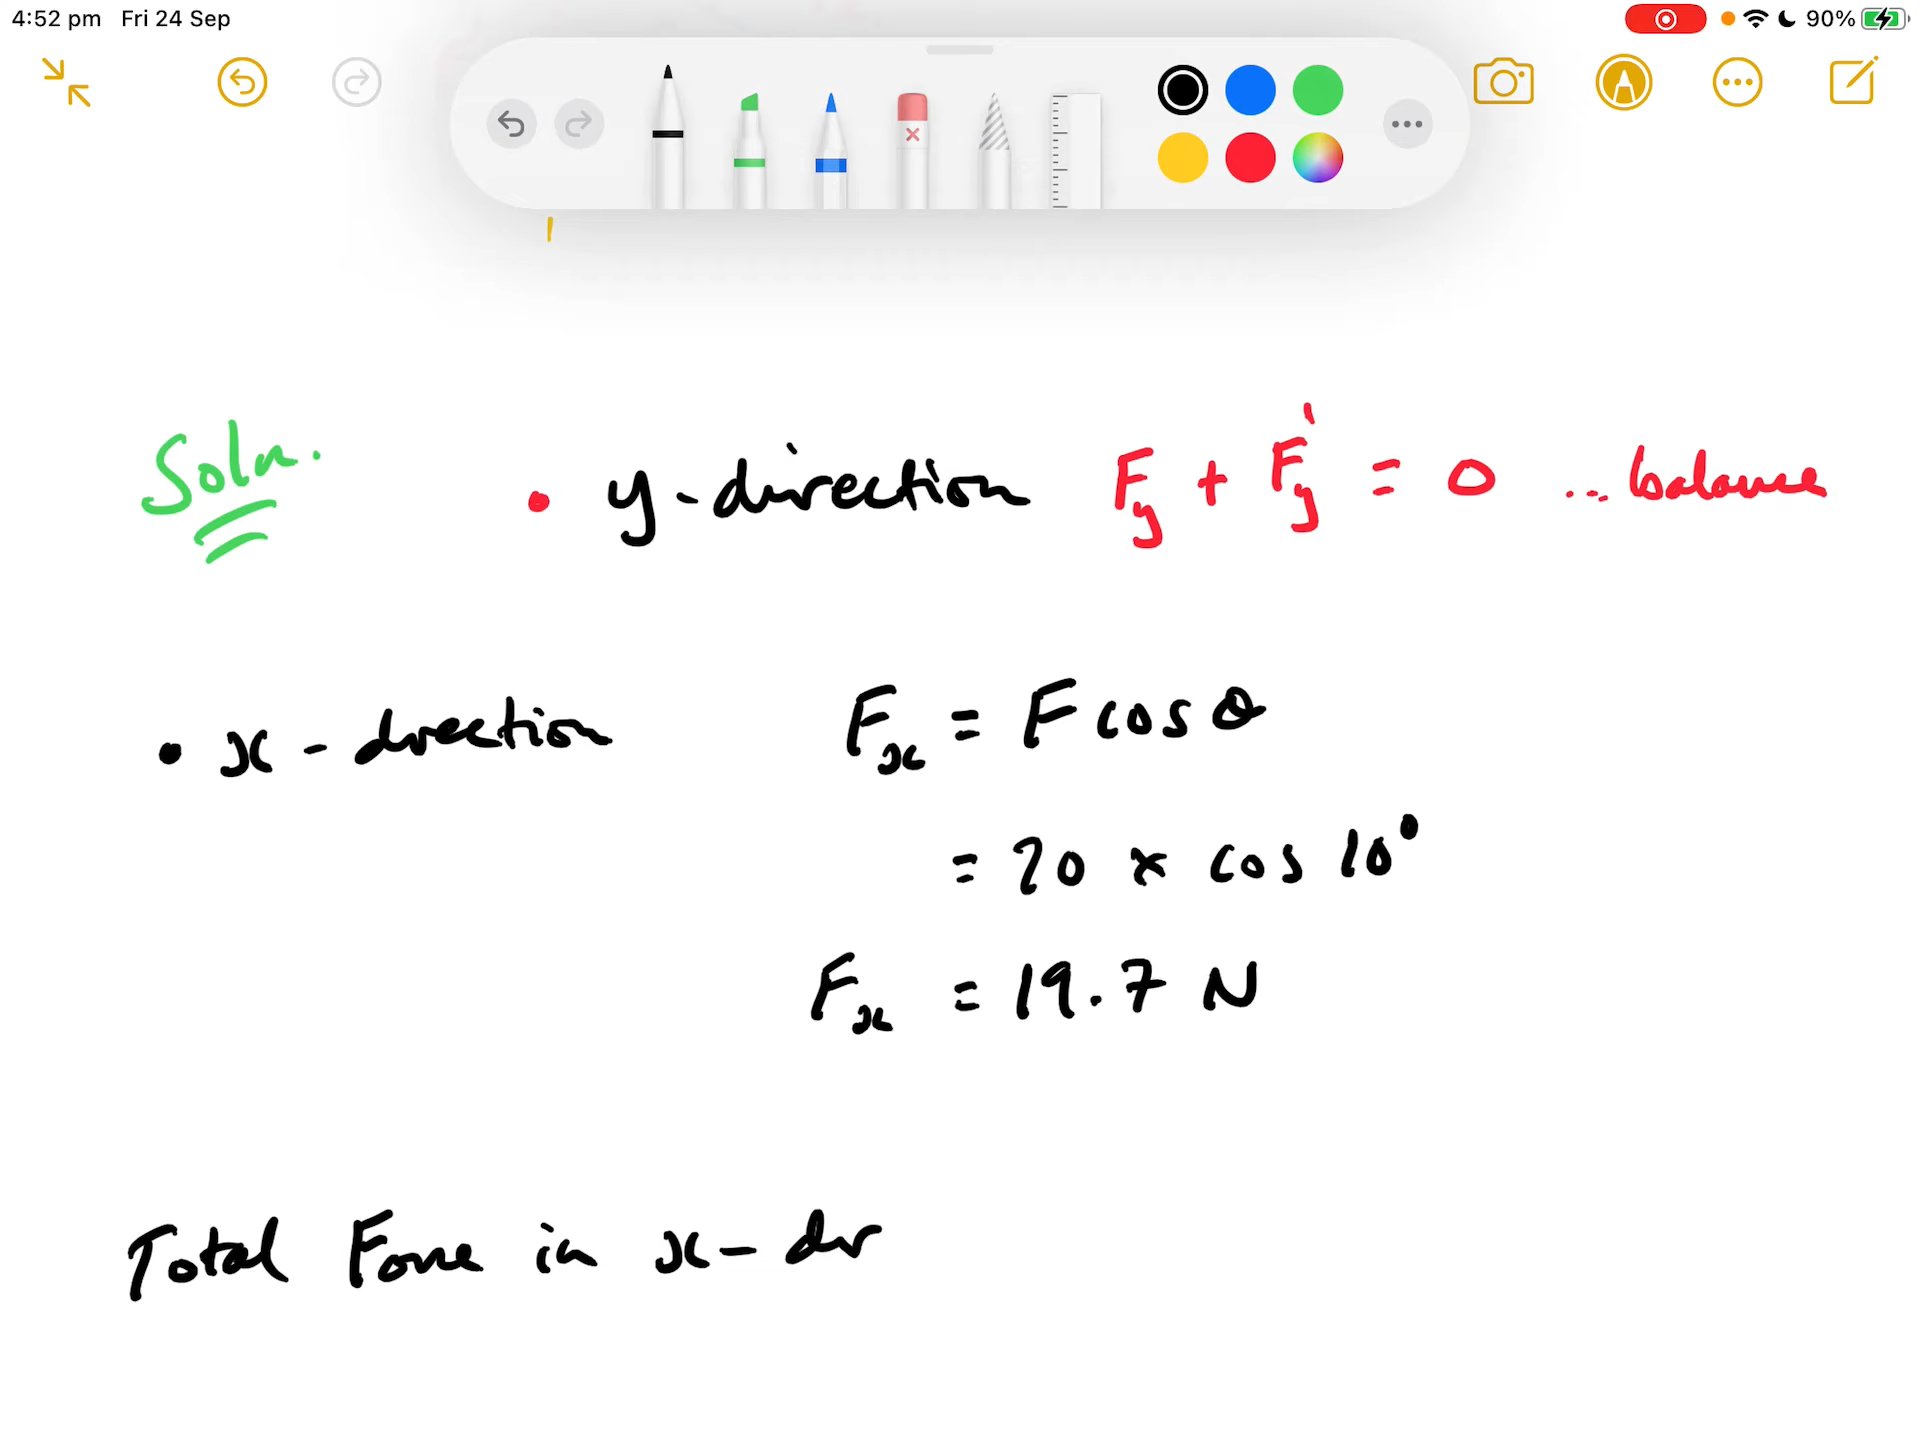 4:52 pm Fri 24 Sep 90%
Soln. • y-direction Fy + Fy' = 0 ... balance
• x - direction Fx = F cos θ
= 20 × cos 10°
Fx = 19.7 N
Total Force in x - dir